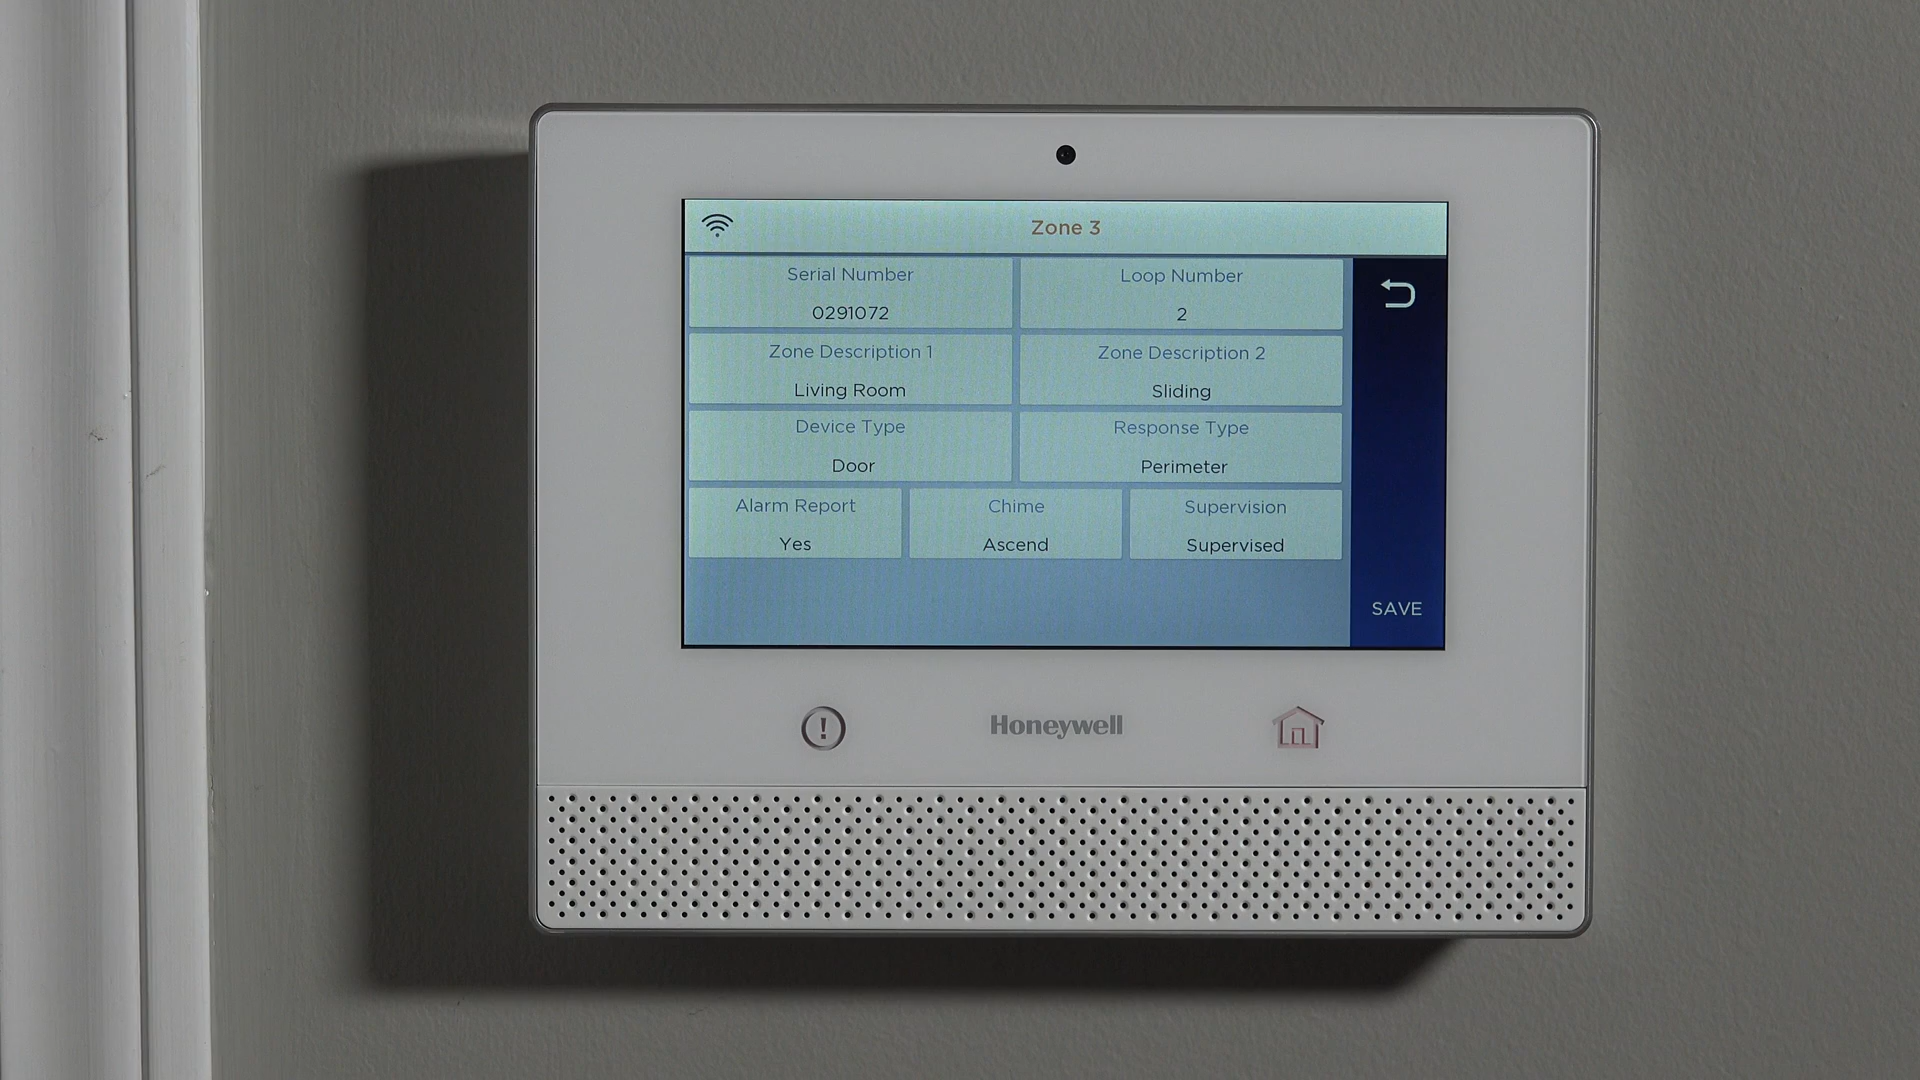 Zone 3
Serial Number
0291072
Loop Number
2
Zone Description 1
Living Room
Zone Description 2
Sliding
Device Type
Door
Response Type
Perimeter
Alarm Report
Yes
Chime
Ascend
Supervision
Supervised
SAVE
Honeywell